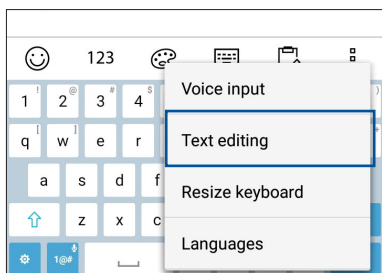 123
Voice input
1 ! 2 @ 3 # 4 $ )
Text editing
q [ w ] e r
Resize keyboard
a s d f
z x c
Languages
1@#